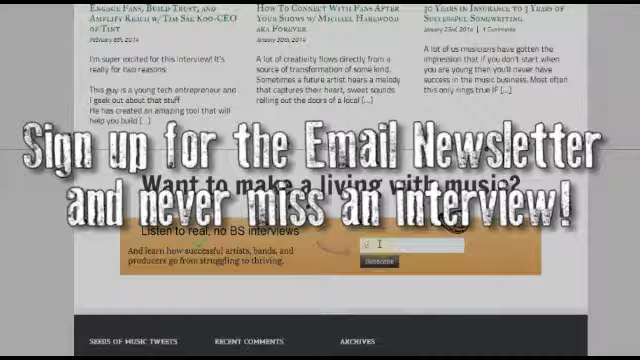 Engage Fans, Build Trust, and
Amplify Reach w/ Tim Sae Koo-CEO
of Tint
February 6th, 2014
I'm super excited for this interview! It's
really for two reasons:
This guy is a young tech entrepreneur and
I geek out about that stuff
He has created an amazing tool that will
help you build [...]
How To Connect With Fans After
Your Shows w/ Michael Harewood
aka Forever
January 30th, 2014
A lot of creativity flows directly from a
source of transformation of some kind.
Sometimes a future artist hears a melody
that captures their heart, sweet sounds
rolling out the doors of a local [...]
30 Years in Insurance to 3 Years of
Successful Songwriting
January 23rd, 2014 | 4 Comments
A lot of us musicians have gotten the
impression that if you don't start when
you are young then you'll never have
success in the music business. Most often
this only rings true IF [...]
Sign up for the Email Newsletter
and never miss an interview!
Want to make a living with music?
Listen to real, no BS interviews
And learn how successful artists, bands, and
producers go from struggling to thriving.
Subscribe
Seeds of Music Tweets
Recent Comments
Archives